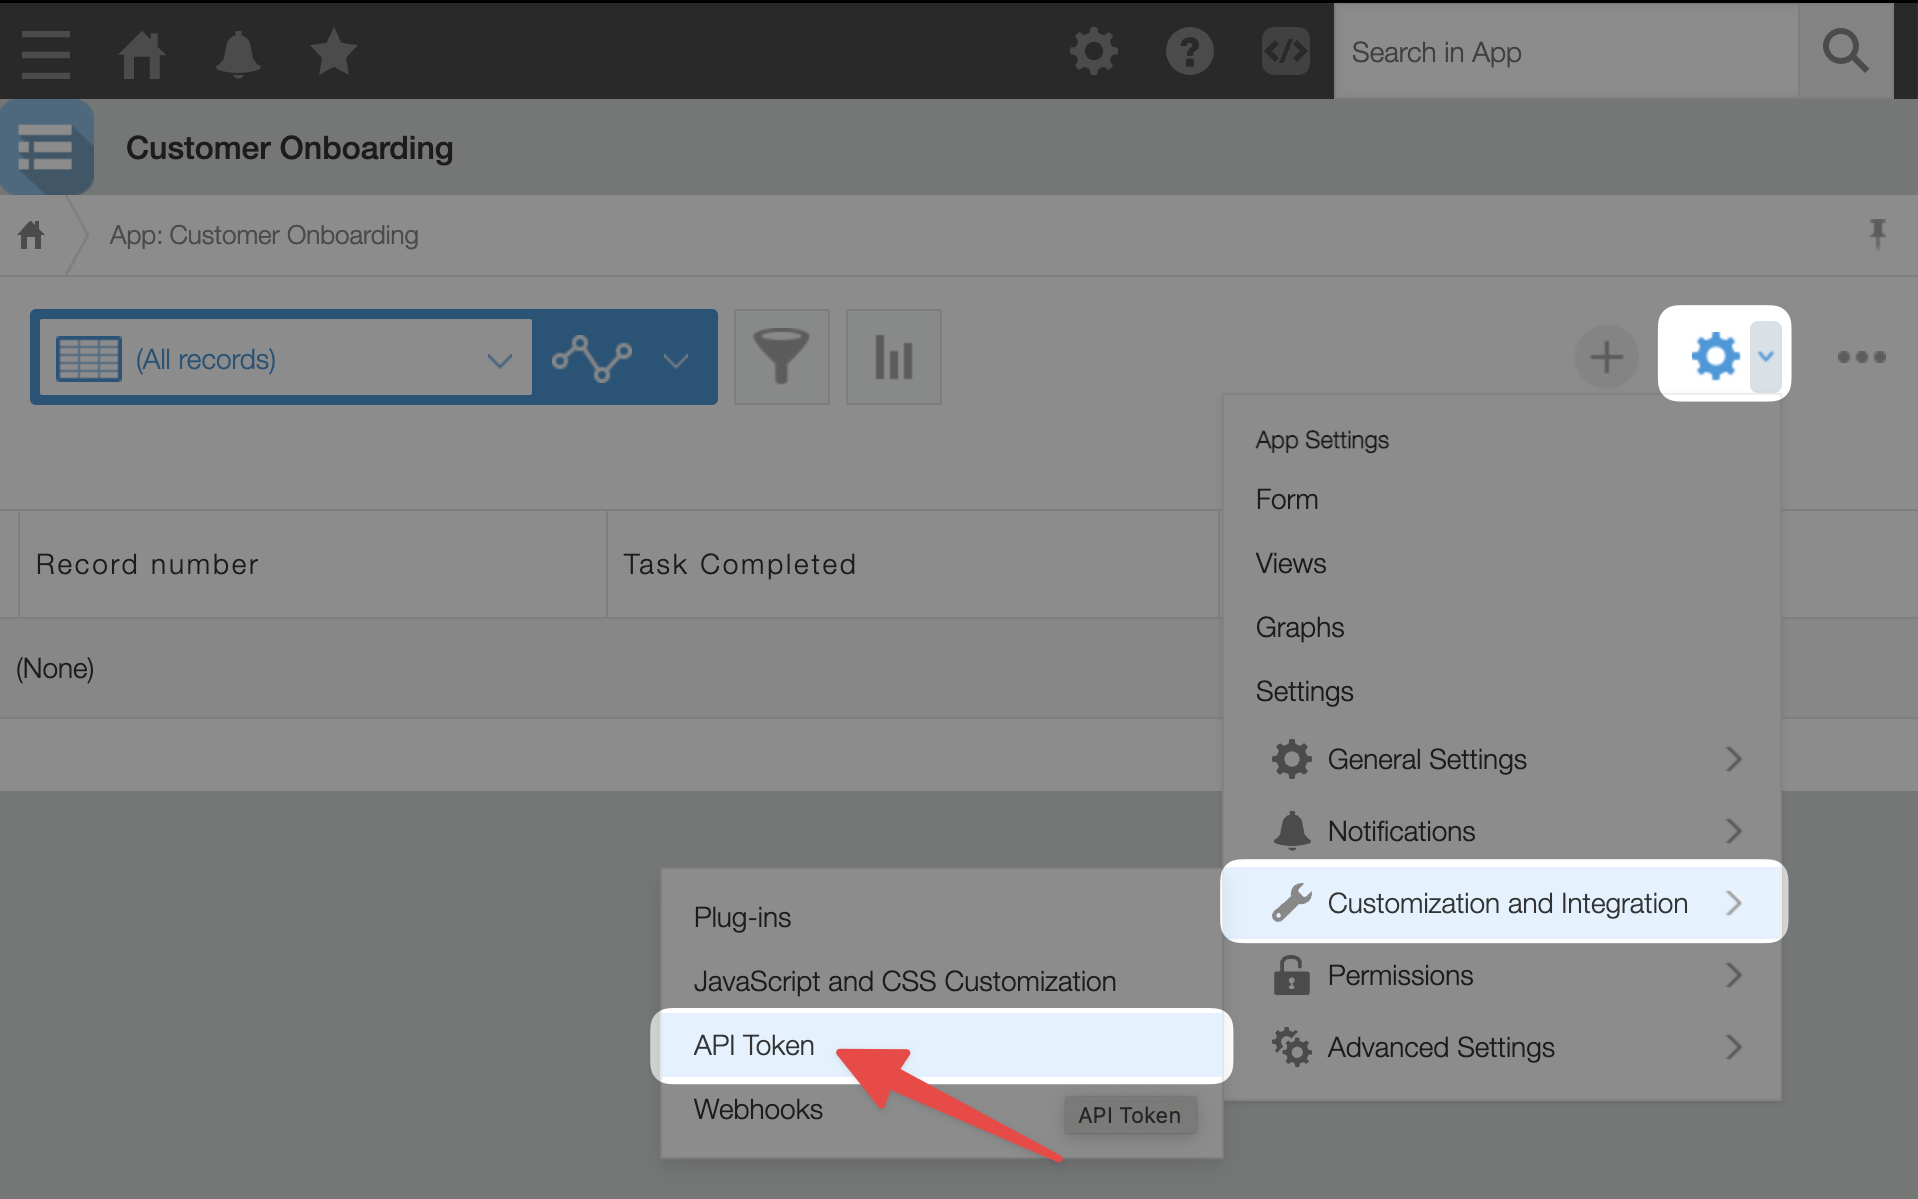 Search in App
Customer Onboarding
App: Customer Onboarding
(All records)
App Settings
Form
Views
Graphs
Settings
General Settings
Notifications
Customization and Integration
Permissions
Advanced Settings
Record number
Task Completed
(None)
Plug-ins
JavaScript and CSS Customization
API Token
Webhooks
API Token